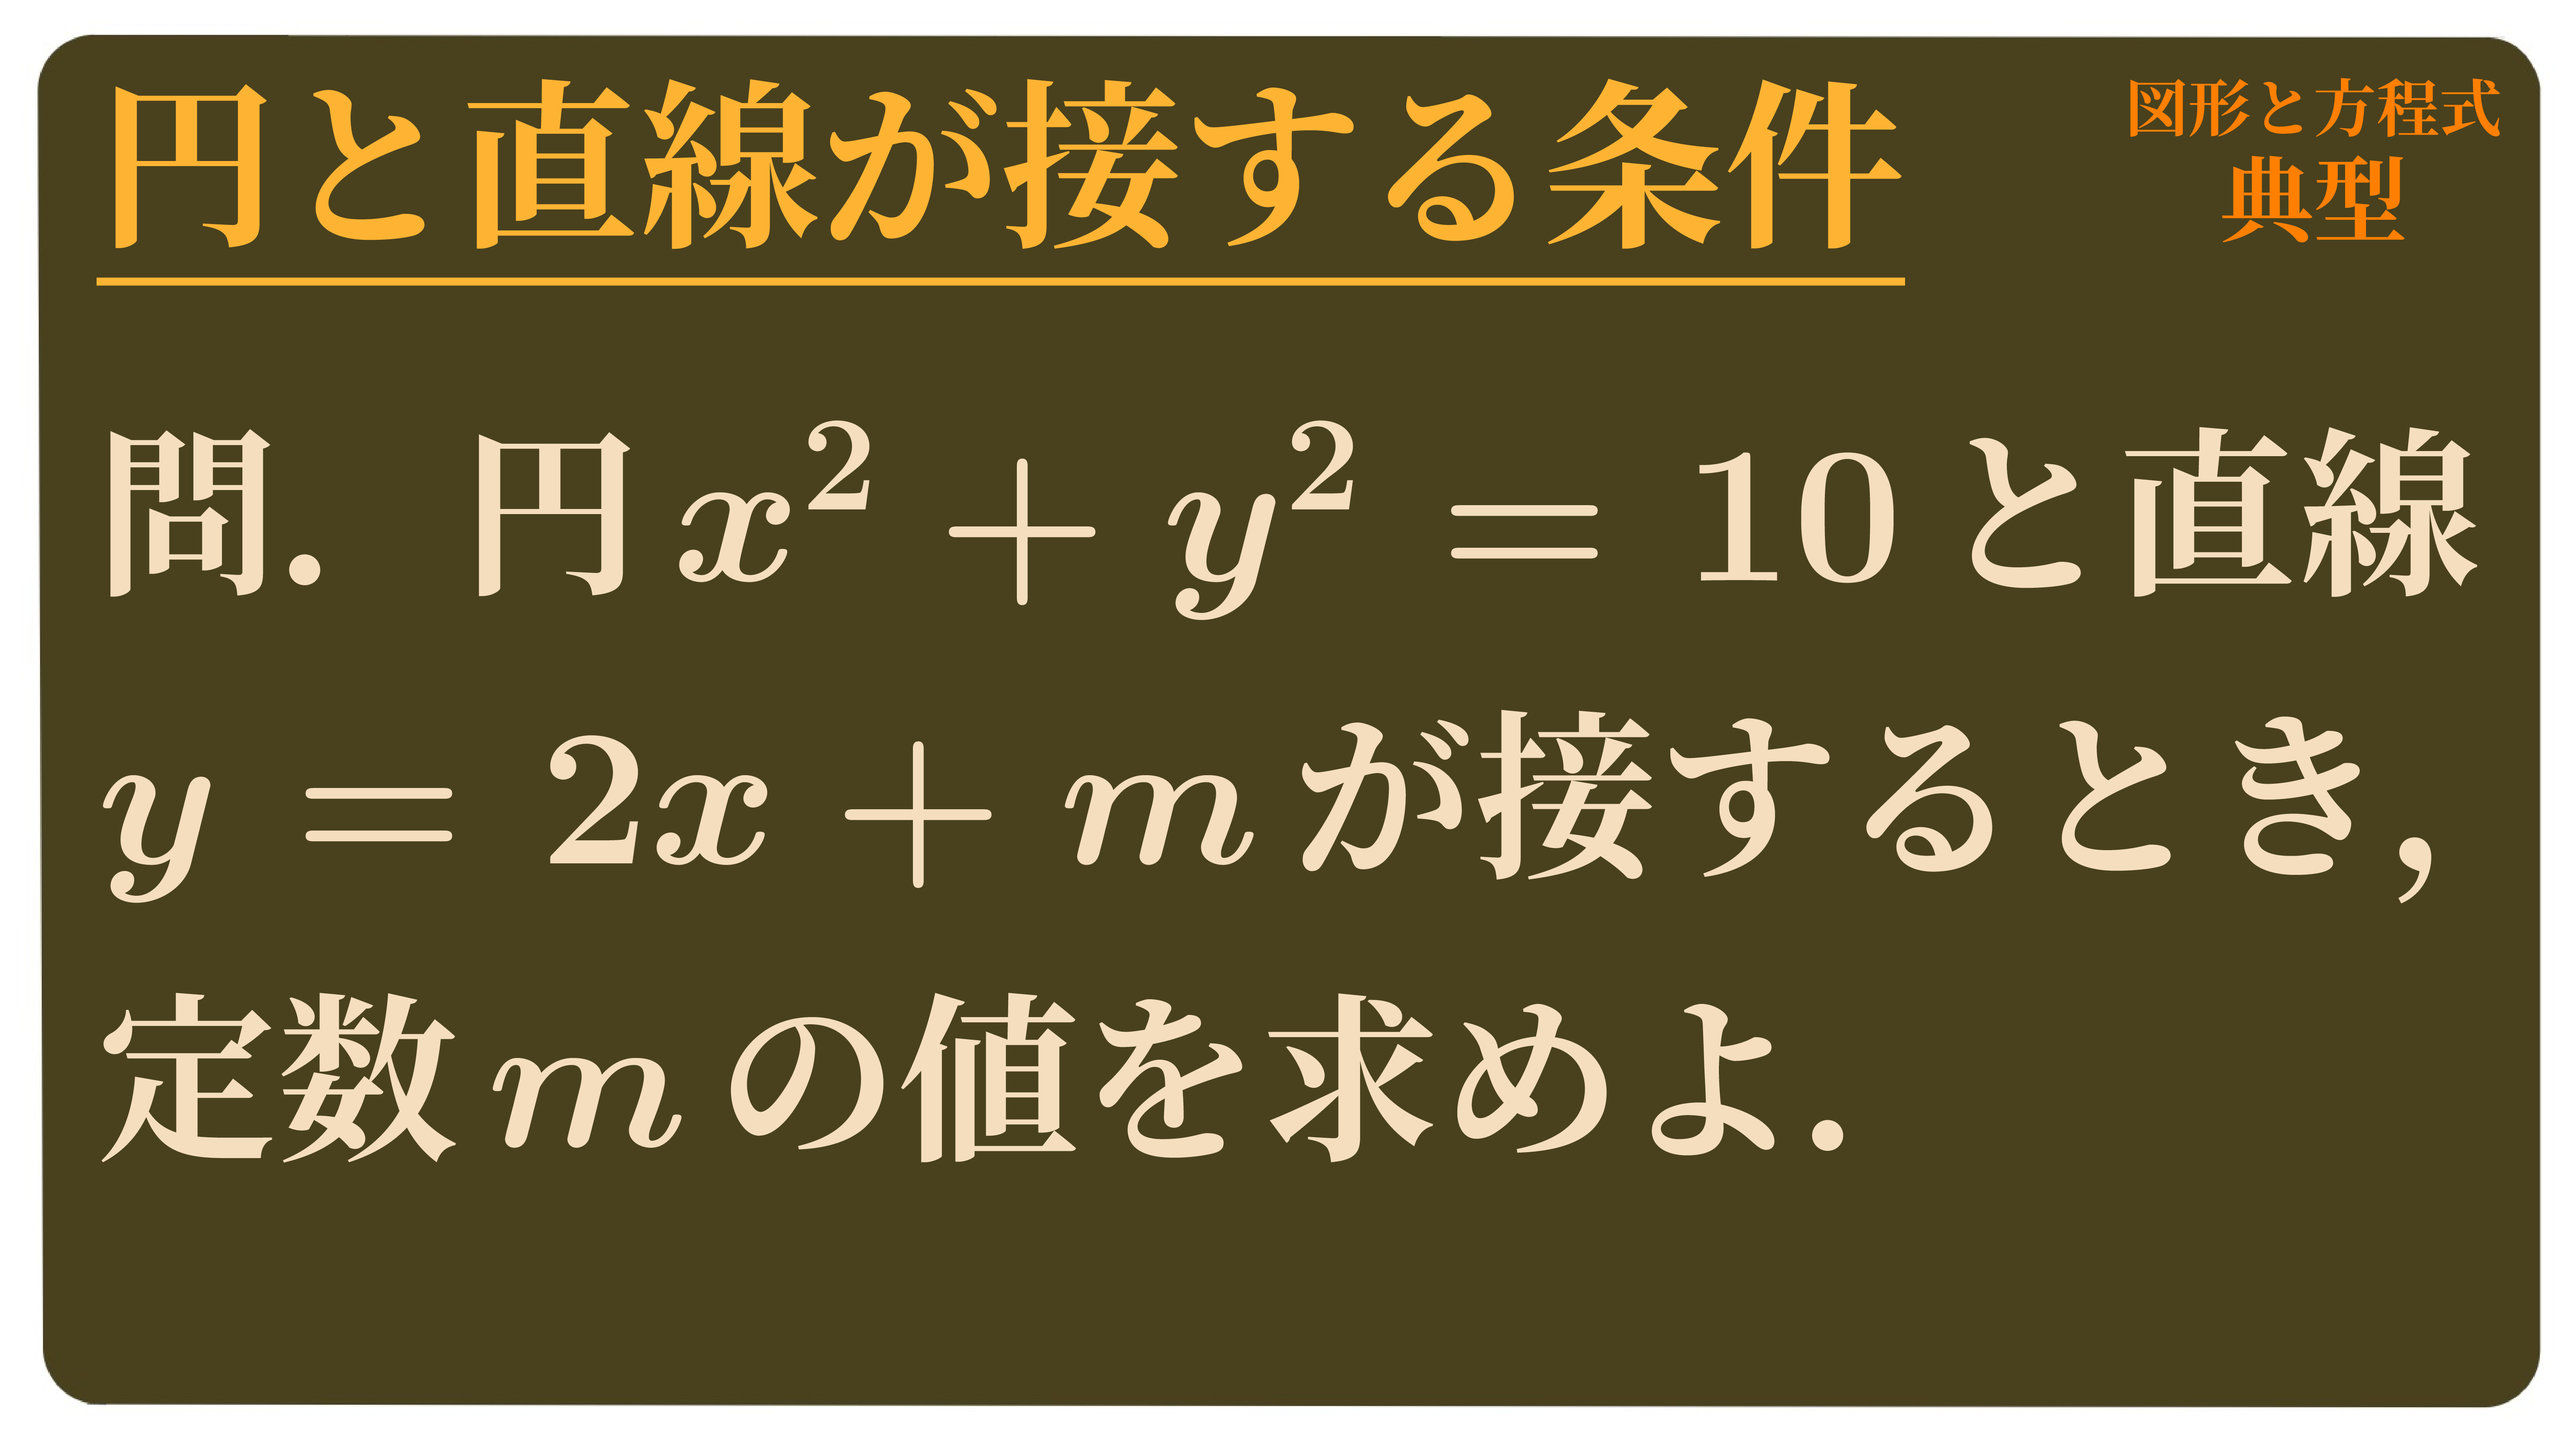 円と直線が接する条件
図形と方程式
典型
問． 円 x² + y² = 10 と直線
y = 2x + m が接するとき，
定数 m の値を求めよ．